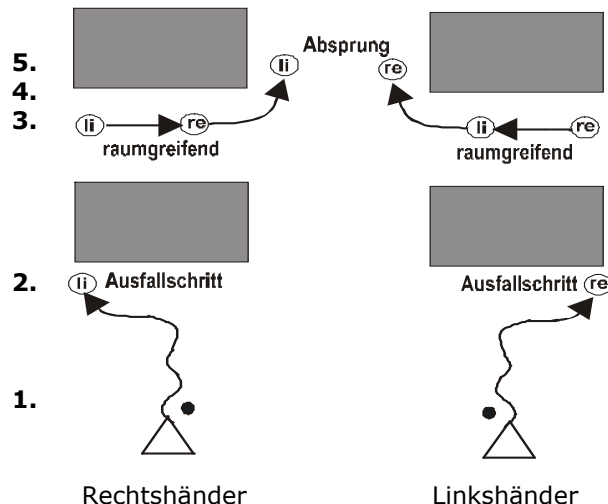 Absprung
5. li re
4.
3. li re li re
raumgreifend raumgreifend
2. li Ausfallschritt Ausfallschritt re
1.
Rechtshänder Linkshänder